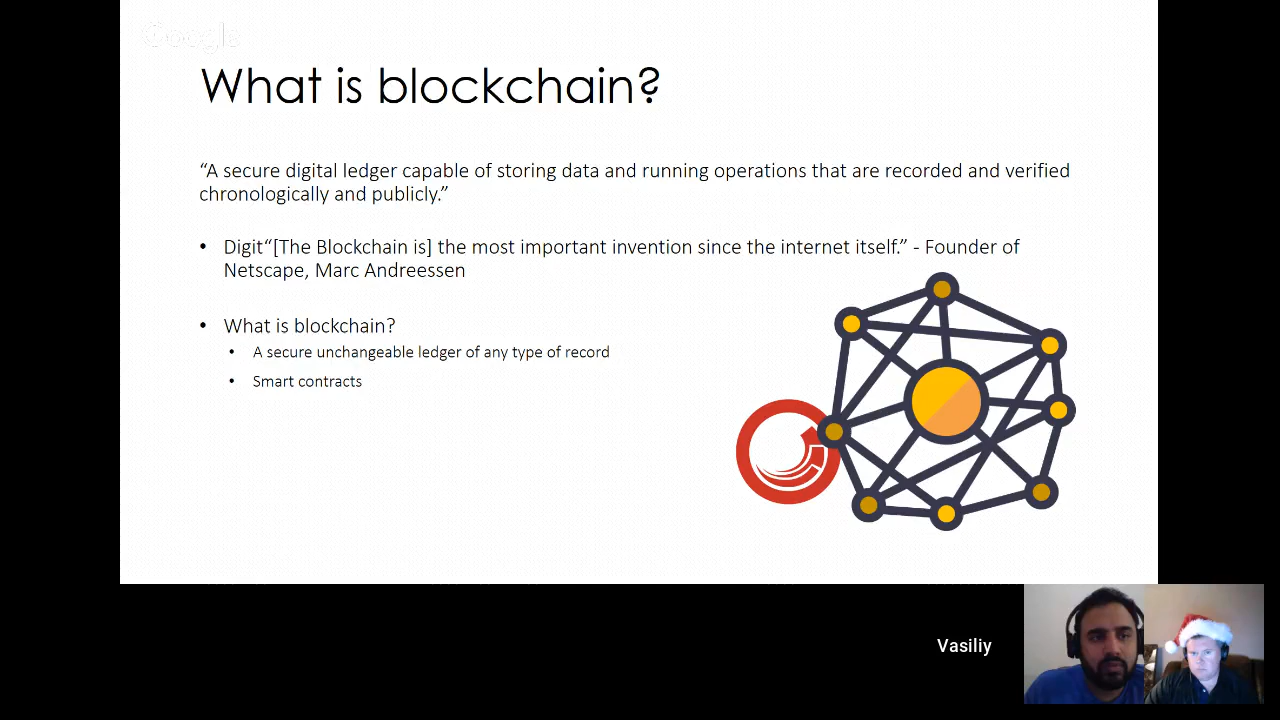 Google
What is blockchain?
“A secure digital ledger capable of storing data and running operations that are recorded and verified
chronologically and publicly.”
• Digit“[The Blockchain is] the most important invention since the internet itself.” - Founder of
Netscape, Marc Andreessen
• What is blockchain?
• A secure unchangeable ledger of any type of record
• Smart contracts
Vasiliy